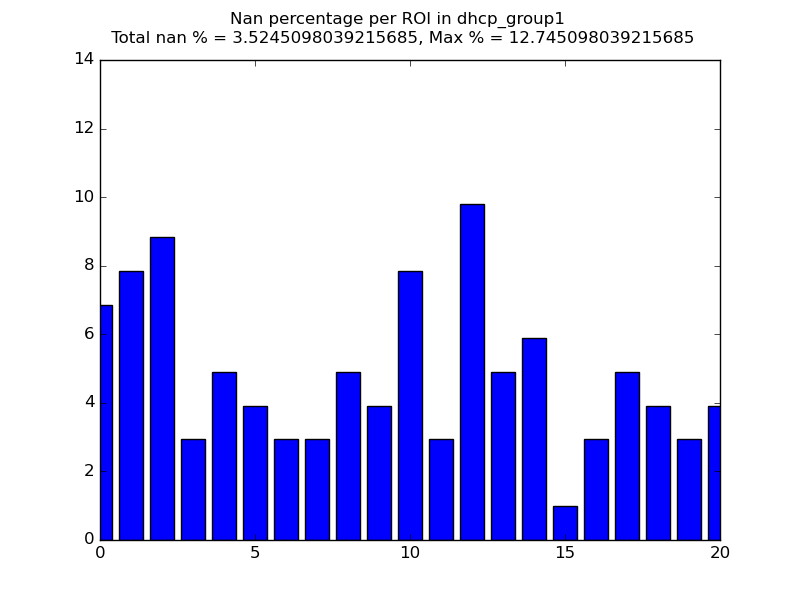 Nan percentage per ROI in dhcp_group1
Total nan % = 3.5245098039215685, Max % = 12.745098039215685
14
12
10
8
6
4
2
0
0 5 10 15 20